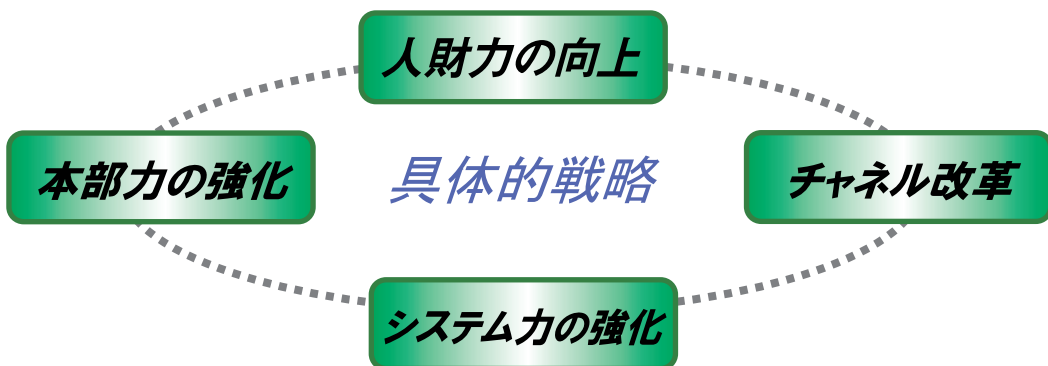 人財力の向上
本部力の強化
具体的戦略
チャネル改革
システム力の強化